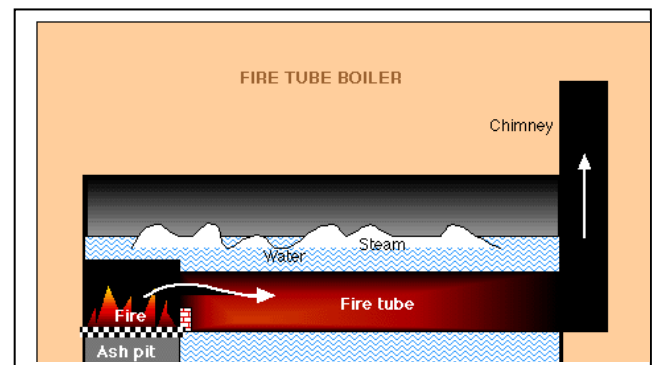 FIRE TUBE BOILER
Chimney
Steam
Water
Fire tube
Fire
Ash pit